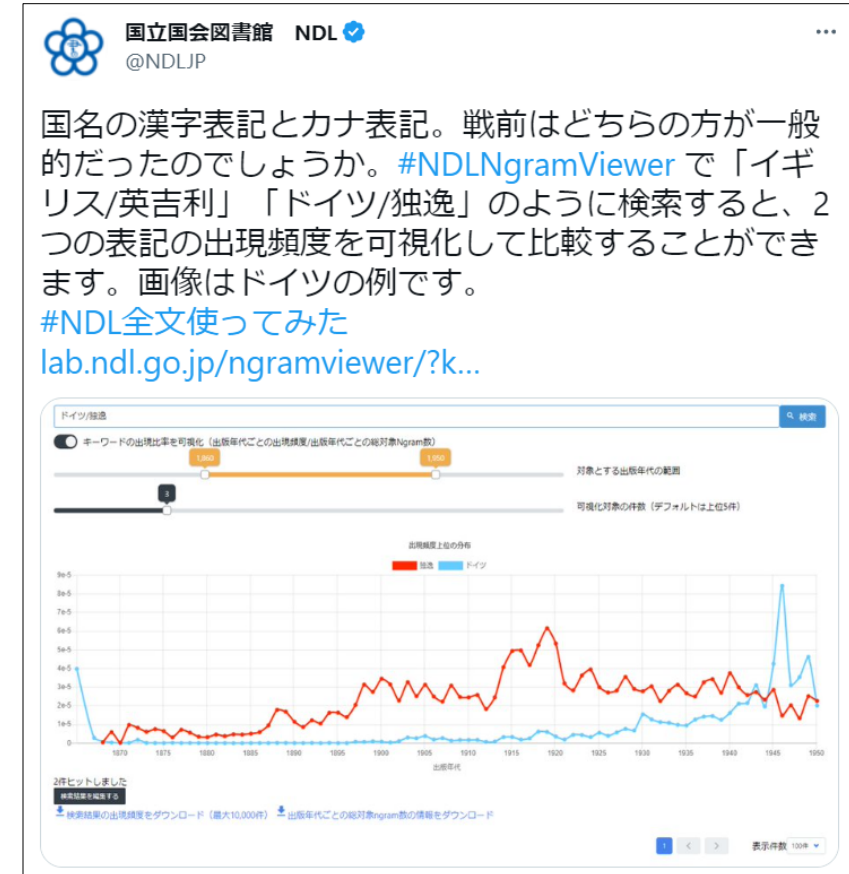 国立国会図書館 NDL
@NDLJP
国名の漢字表記とカナ表記。戦前はどちらの方が一般
的だったのでしょうか。#NDLNgramViewer で「イギ
リス/英吉利」「ドイツ/独逸」のように検索すると、2
つの表記の出現頻度を可視化して比較することができ
ます。画像はドイツの例です。
#NDL全文使ってみた
lab.ndl.go.jp/ngramviewer/?k...
ドイツ/独逸
検索
キーワードの出現比率を可視化（出版年代ごとの出現頻度/出版年代ごとの総対象Ngram数）
1,860 1,950
対象とする出版年代の範囲
3
可視化対象の件数（デフォルトは上位5件）
出現頻度上位の分布
独逸 ドイツ
9e-5
8e-5
7e-5
6e-5
5e-5
4e-5
3e-5
2e-5
1e-5
0
1870 1875 1880 1885 1890 1895 1900 1905 1910 1915 1920 1925 1930 1935 1940 1945 1950
出版年代
2件ヒットしました
検索結果を編集する
検索結果の出現頻度をダウンロード（最大10,000件） 出版年代ごとの総対象ngram数の情報をダウンロード
1 < > 表示件数 100件